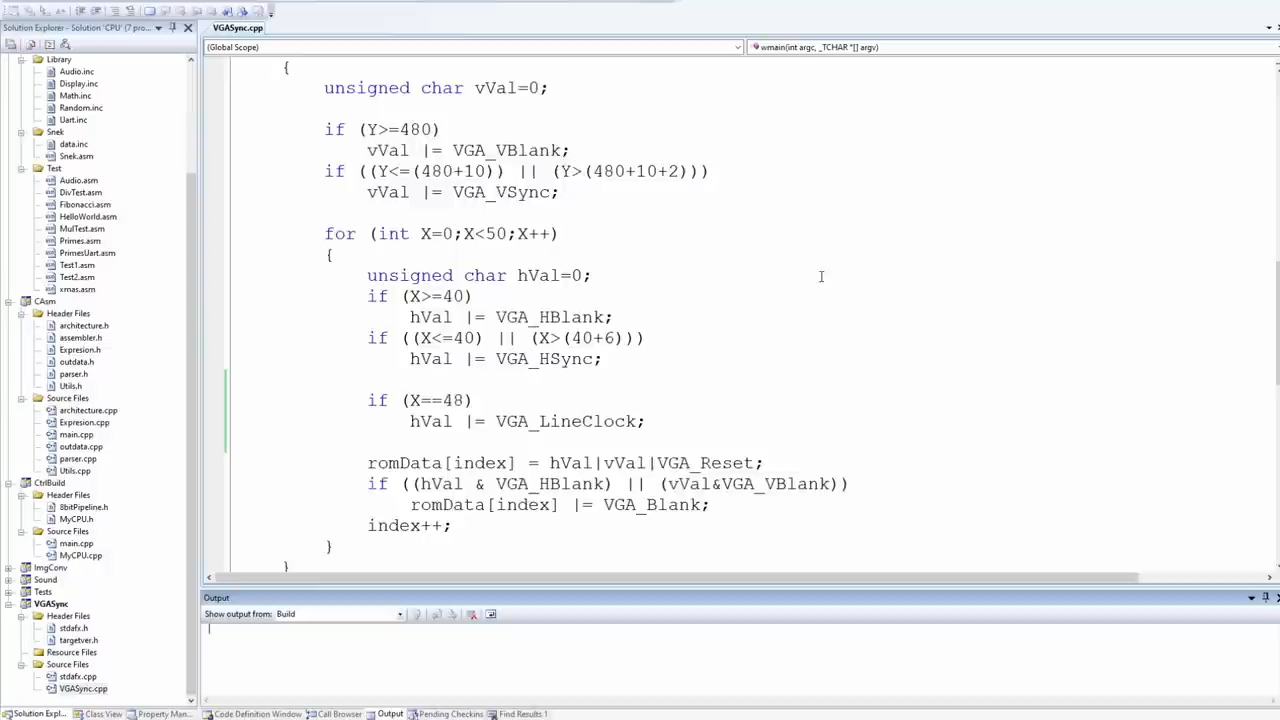 Solution Explorer - Solution 'CPU' (7 pro...
VGASync.cpp
(Global Scope)
wmain(int argc, _TCHAR *[] argv)
Library
Audio.inc
Display.inc
Math.inc
Random.inc
Uart.inc
Snek
data.inc
Snek.asm
Test
Audio.asm
DivTest.asm
Fibonacci.asm
HelloWorld.asm
MulTest.asm
Primes.asm
PrimesUart.asm
Test1.asm
Test2.asm
xmas.asm
CAsm
Header Files
architecture.h
assembler.h
Expresion.h
outdata.h
parser.h
Utils.h
Source Files
architecture.cpp
Expresion.cpp
main.cpp
outdata.cpp
parser.cpp
Utils.cpp
CtrlBuild
Header Files
8bitPipeline.h
MyCPU.h
Source Files
main.cpp
MyCPU.cpp
ImgConv
Sound
Tests
VGASync
Header Files
stdafx.h
targetver.h
Resource Files
Source Files
stdafx.cpp
VGASync.cpp
{
unsigned char vVal=0;
if (Y>=480)
vVal |= VGA_VBlank;
if ((Y<=(480+10)) || (Y>(480+10+2)))
vVal |= VGA_VSync;
for (int X=0;X<50;X++)
{
unsigned char hVal=0;
if (X>=40)
hVal |= VGA_HBlank;
if ((X<=40) || (X>(40+6)))
hVal |= VGA_HSync;
if (X==48)
hVal |= VGA_LineClock;
romData[index] = hVal|vVal|VGA_Reset;
if ((hVal & VGA_HBlank) || (vVal&VGA_VBlank))
romData[index] |= VGA_Blank;
index++;
}
}
Output
Show output from: Build
Solution Expl...
Class View
Property Man...
Code Definition Window
Call Browser
Output
Pending Checkins
Find Results 1